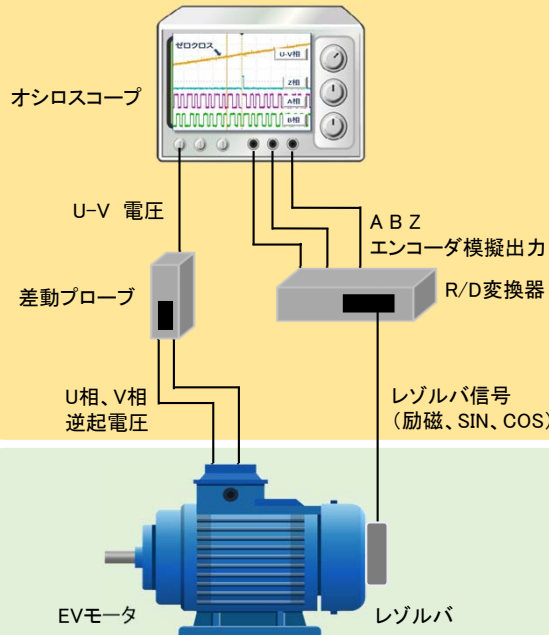 ゼロクロス
U-V相
Z相
A相
B相
オシロスコープ
U-V 電圧
A B Z
エンコーダ模擬出力
差動プローブ
R/D変換器
U相、V相
逆起電圧
レゾルバ信号
(励磁、SIN、COS)
EVモータ
レゾルバ